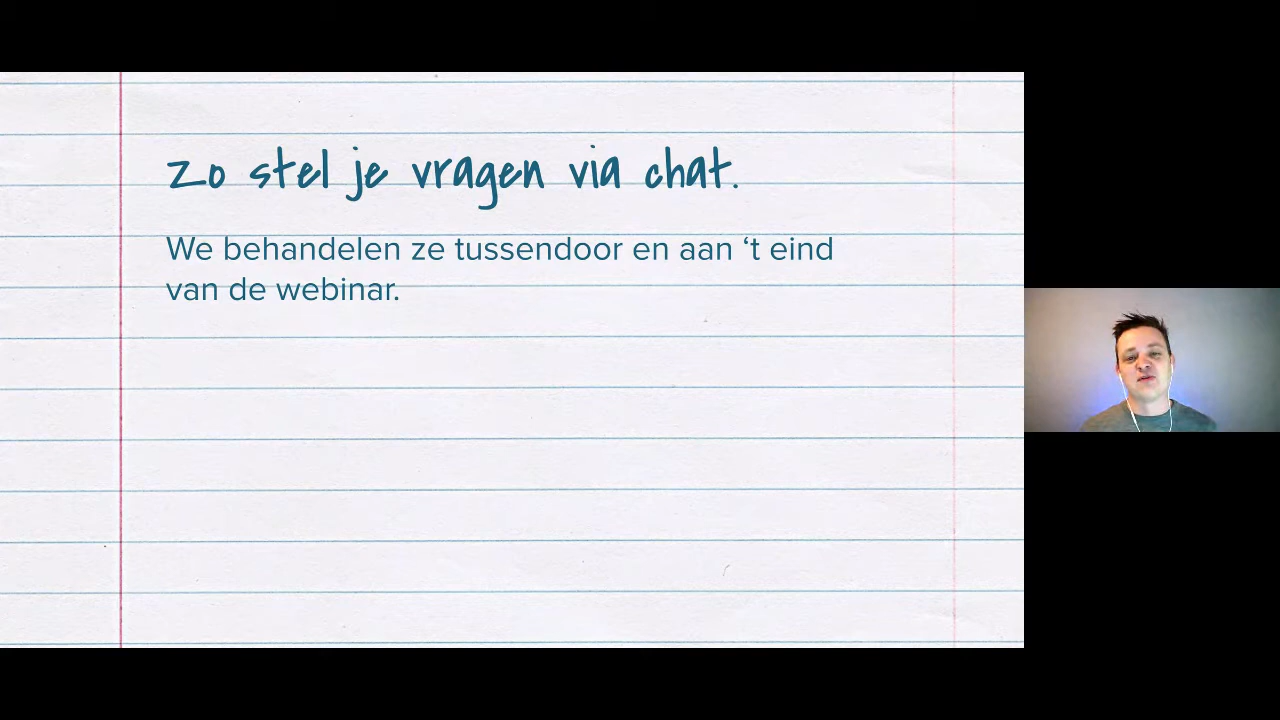 Zo stel je vragen via chat.
We behandelen ze tussendoor en aan ‘t eind
van de webinar.